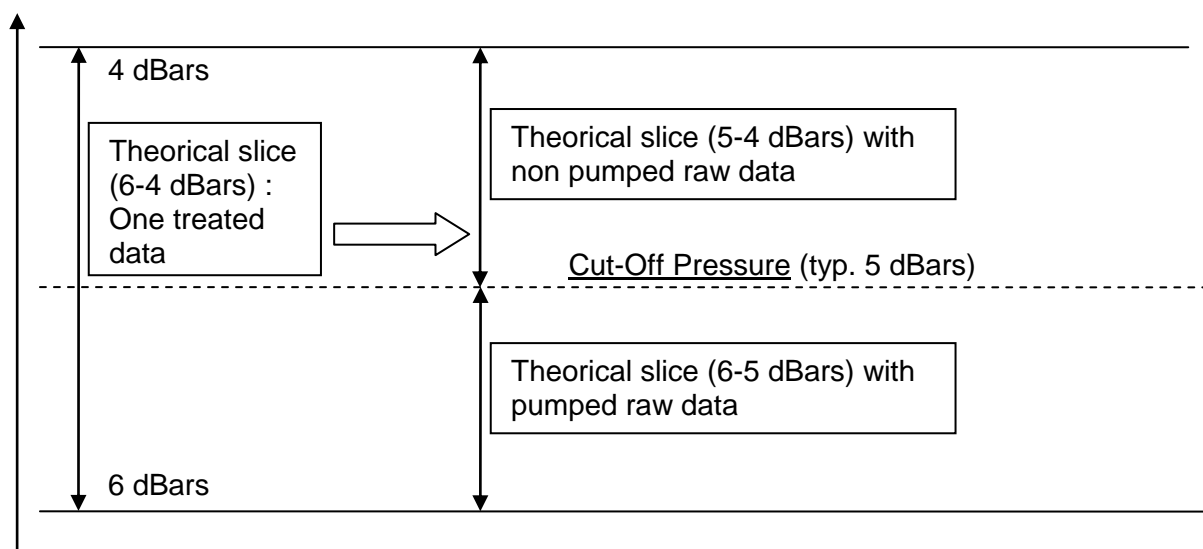 4 dBars
Theorical slice
(6-4 dBars) :
One treated
data
Theorical slice (5-4 dBars) with
non pumped raw data
Cut-Off Pressure (typ. 5 dBars)
Theorical slice (6-5 dBars) with
pumped raw data
6 dBars